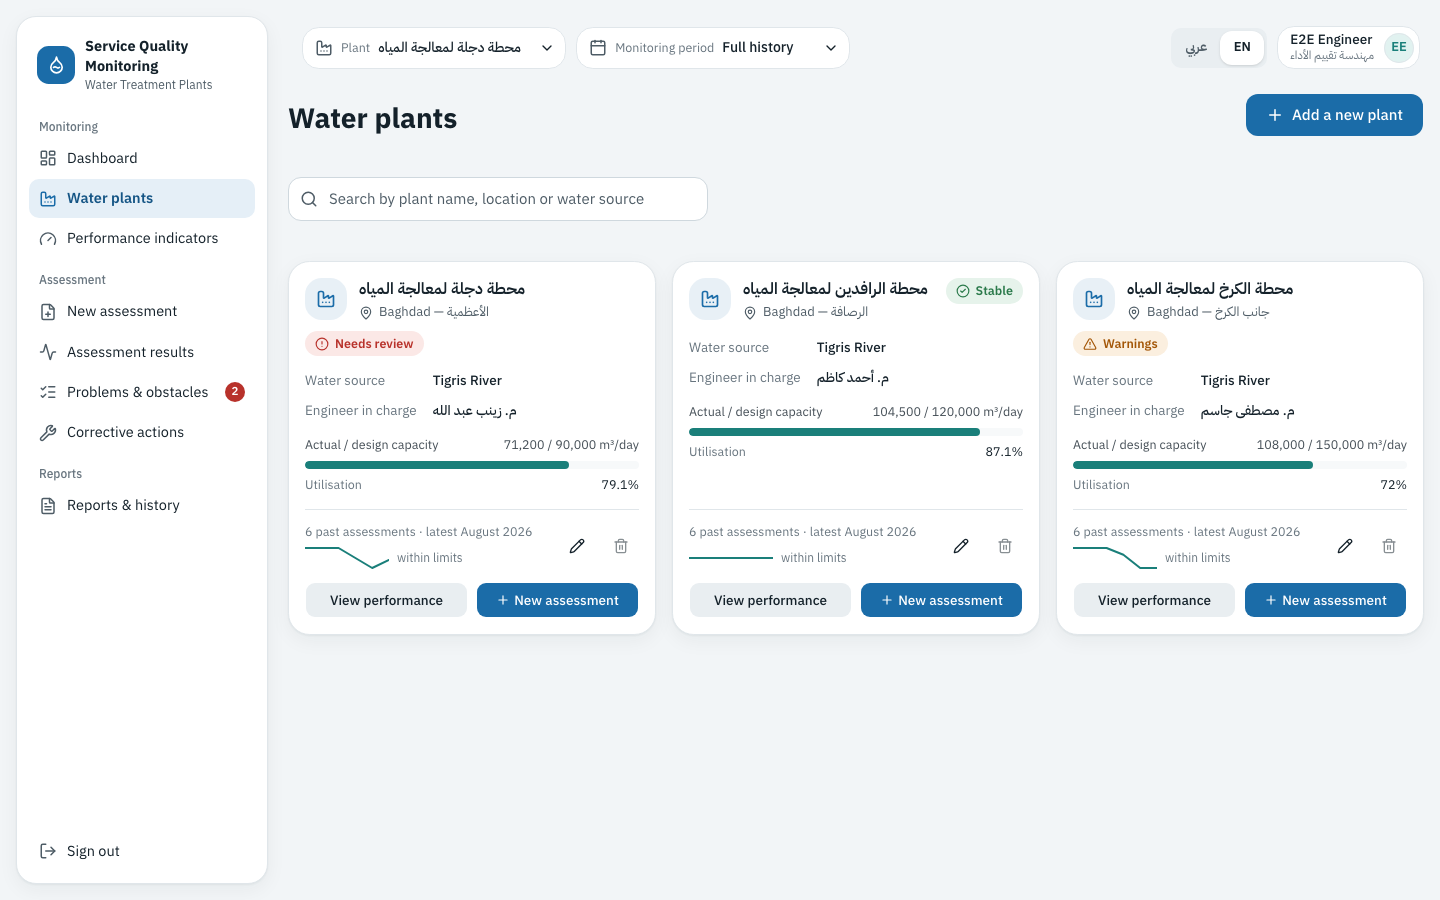 Service Quality
Monitoring
Water Treatment Plants
Monitoring
Dashboard
Water plants
Performance indicators
Assessment
New assessment
Assessment results
Problems & obstacles 2
Corrective actions
Reports
Reports & history
Sign out
Plant محطة دجلة لمعالجة المياه
Monitoring period Full history
عربي EN
E2E Engineer
مهندسة تقييم الأداء
EE
Water plants
Add a new plant
Search by plant name, location or water source
محطة دجلة لمعالجة المياه
Baghdad — الأعظمية
Needs review
Water source Tigris River
Engineer in charge م. زينب عبد الله
Actual / design capacity 71,200 / 90,000 m³/day
Utilisation 79.1%
6 past assessments · latest August 2026
within limits
View performance
New assessment
محطة الرافدين لمعالجة المياه
Stable
Baghdad — الرصافة
Water source Tigris River
Engineer in charge م. أحمد كاظم
Actual / design capacity 104,500 / 120,000 m³/day
Utilisation 87.1%
6 past assessments · latest August 2026
within limits
View performance
New assessment
محطة الكرخ لمعالجة المياه
Baghdad — جانب الكرخ
Warnings
Water source Tigris River
Engineer in charge م. مصطفى جاسم
Actual / design capacity 108,000 / 150,000 m³/day
Utilisation 72%
6 past assessments · latest August 2026
within limits
View performance
New assessment